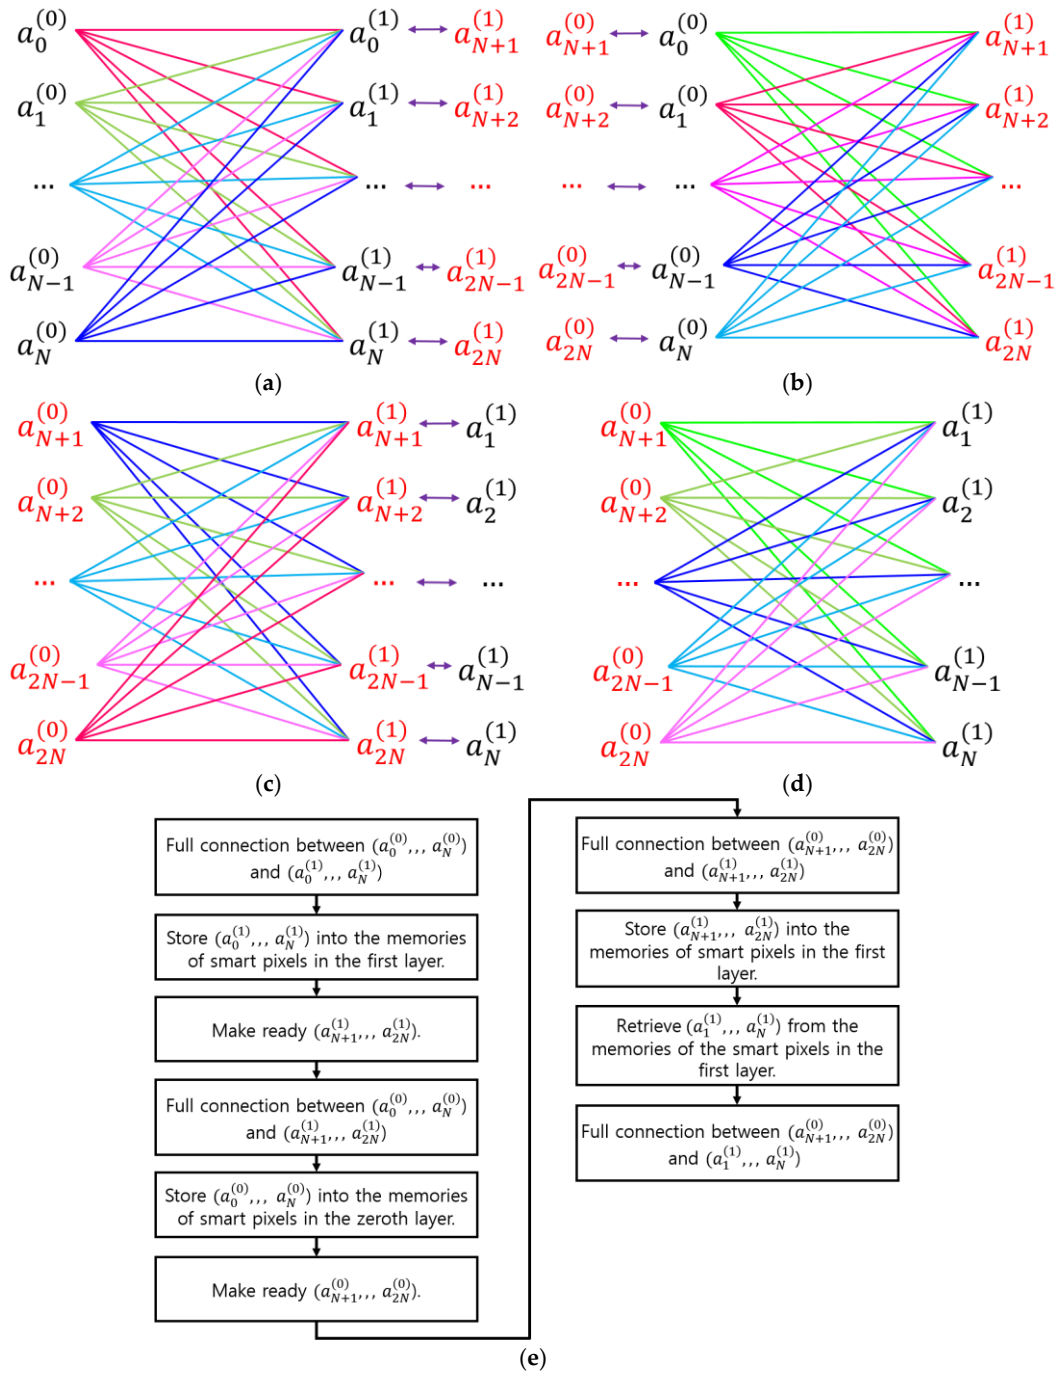 a_0^{(0)} a_0^{(1)} a_{N+1}^{(1)}
a_1^{(0)} a_1^{(1)} a_{N+2}^{(1)}
... ... ...
a_{N-1}^{(0)} a_{N-1}^{(1)} a_{2N-1}^{(1)}
a_N^{(0)} a_N^{(1)} a_{2N}^{(1)}
(a)
a_{N+1}^{(0)} a_0^{(0)} a_{N+1}^{(1)}
a_{N+2}^{(0)} a_1^{(0)} a_{N+2}^{(1)}
... ... ...
a_{2N-1}^{(0)} a_{N-1}^{(0)} a_{2N-1}^{(1)}
a_{2N}^{(0)} a_N^{(0)} a_{2N}^{(1)}
(b)
a_{N+1}^{(0)} a_{N+1}^{(1)} a_1^{(1)}
a_{N+2}^{(0)} a_{N+2}^{(1)} a_2^{(1)}
... ... ...
a_{2N-1}^{(0)} a_{2N-1}^{(1)} a_{N-1}^{(1)}
a_{2N}^{(0)} a_{2N}^{(1)} a_N^{(1)}
(c)
a_{N+1}^{(0)} a_1^{(1)}
a_{N+2}^{(0)} a_2^{(1)}
... ...
a_{2N-1}^{(0)} a_{N-1}^{(1)}
a_{2N}^{(0)} a_N^{(1)}
(d)
Full connection between (a_0^{(0)},,, a_N^{(0)})
and (a_0^{(1)},,, a_N^{(1)})
Store (a_0^{(1)},,, a_N^{(1)}) into the memories
of smart pixels in the first layer.
Make ready (a_{N+1}^{(1)},,, a_{2N}^{(1)}).
Full connection between (a_0^{(0)},,, a_N^{(0)})
and (a_{N+1}^{(1)},,, a_{2N}^{(1)})
Store (a_0^{(0)},,, a_N^{(0)}) into the memories
of smart pixels in the zeroth layer.
Make ready (a_{N+1}^{(0)},,, a_{2N}^{(0)}).
Full connection between (a_{N+1}^{(0)},,, a_{2N}^{(0)})
and (a_{N+1}^{(1)},,, a_{2N}^{(1)})
Store (a_{N+1}^{(1)},,, a_{2N}^{(1)}) into the
memories of smart pixels in the first
layer.
Retrieve (a_1^{(1)},,, a_N^{(1)}) from the
memories of the smart pixels in the
first layer.
Full connection between (a_{N+1}^{(0)},,, a_{2N}^{(0)})
and (a_1^{(1)},,, a_N^{(1)})
(e)